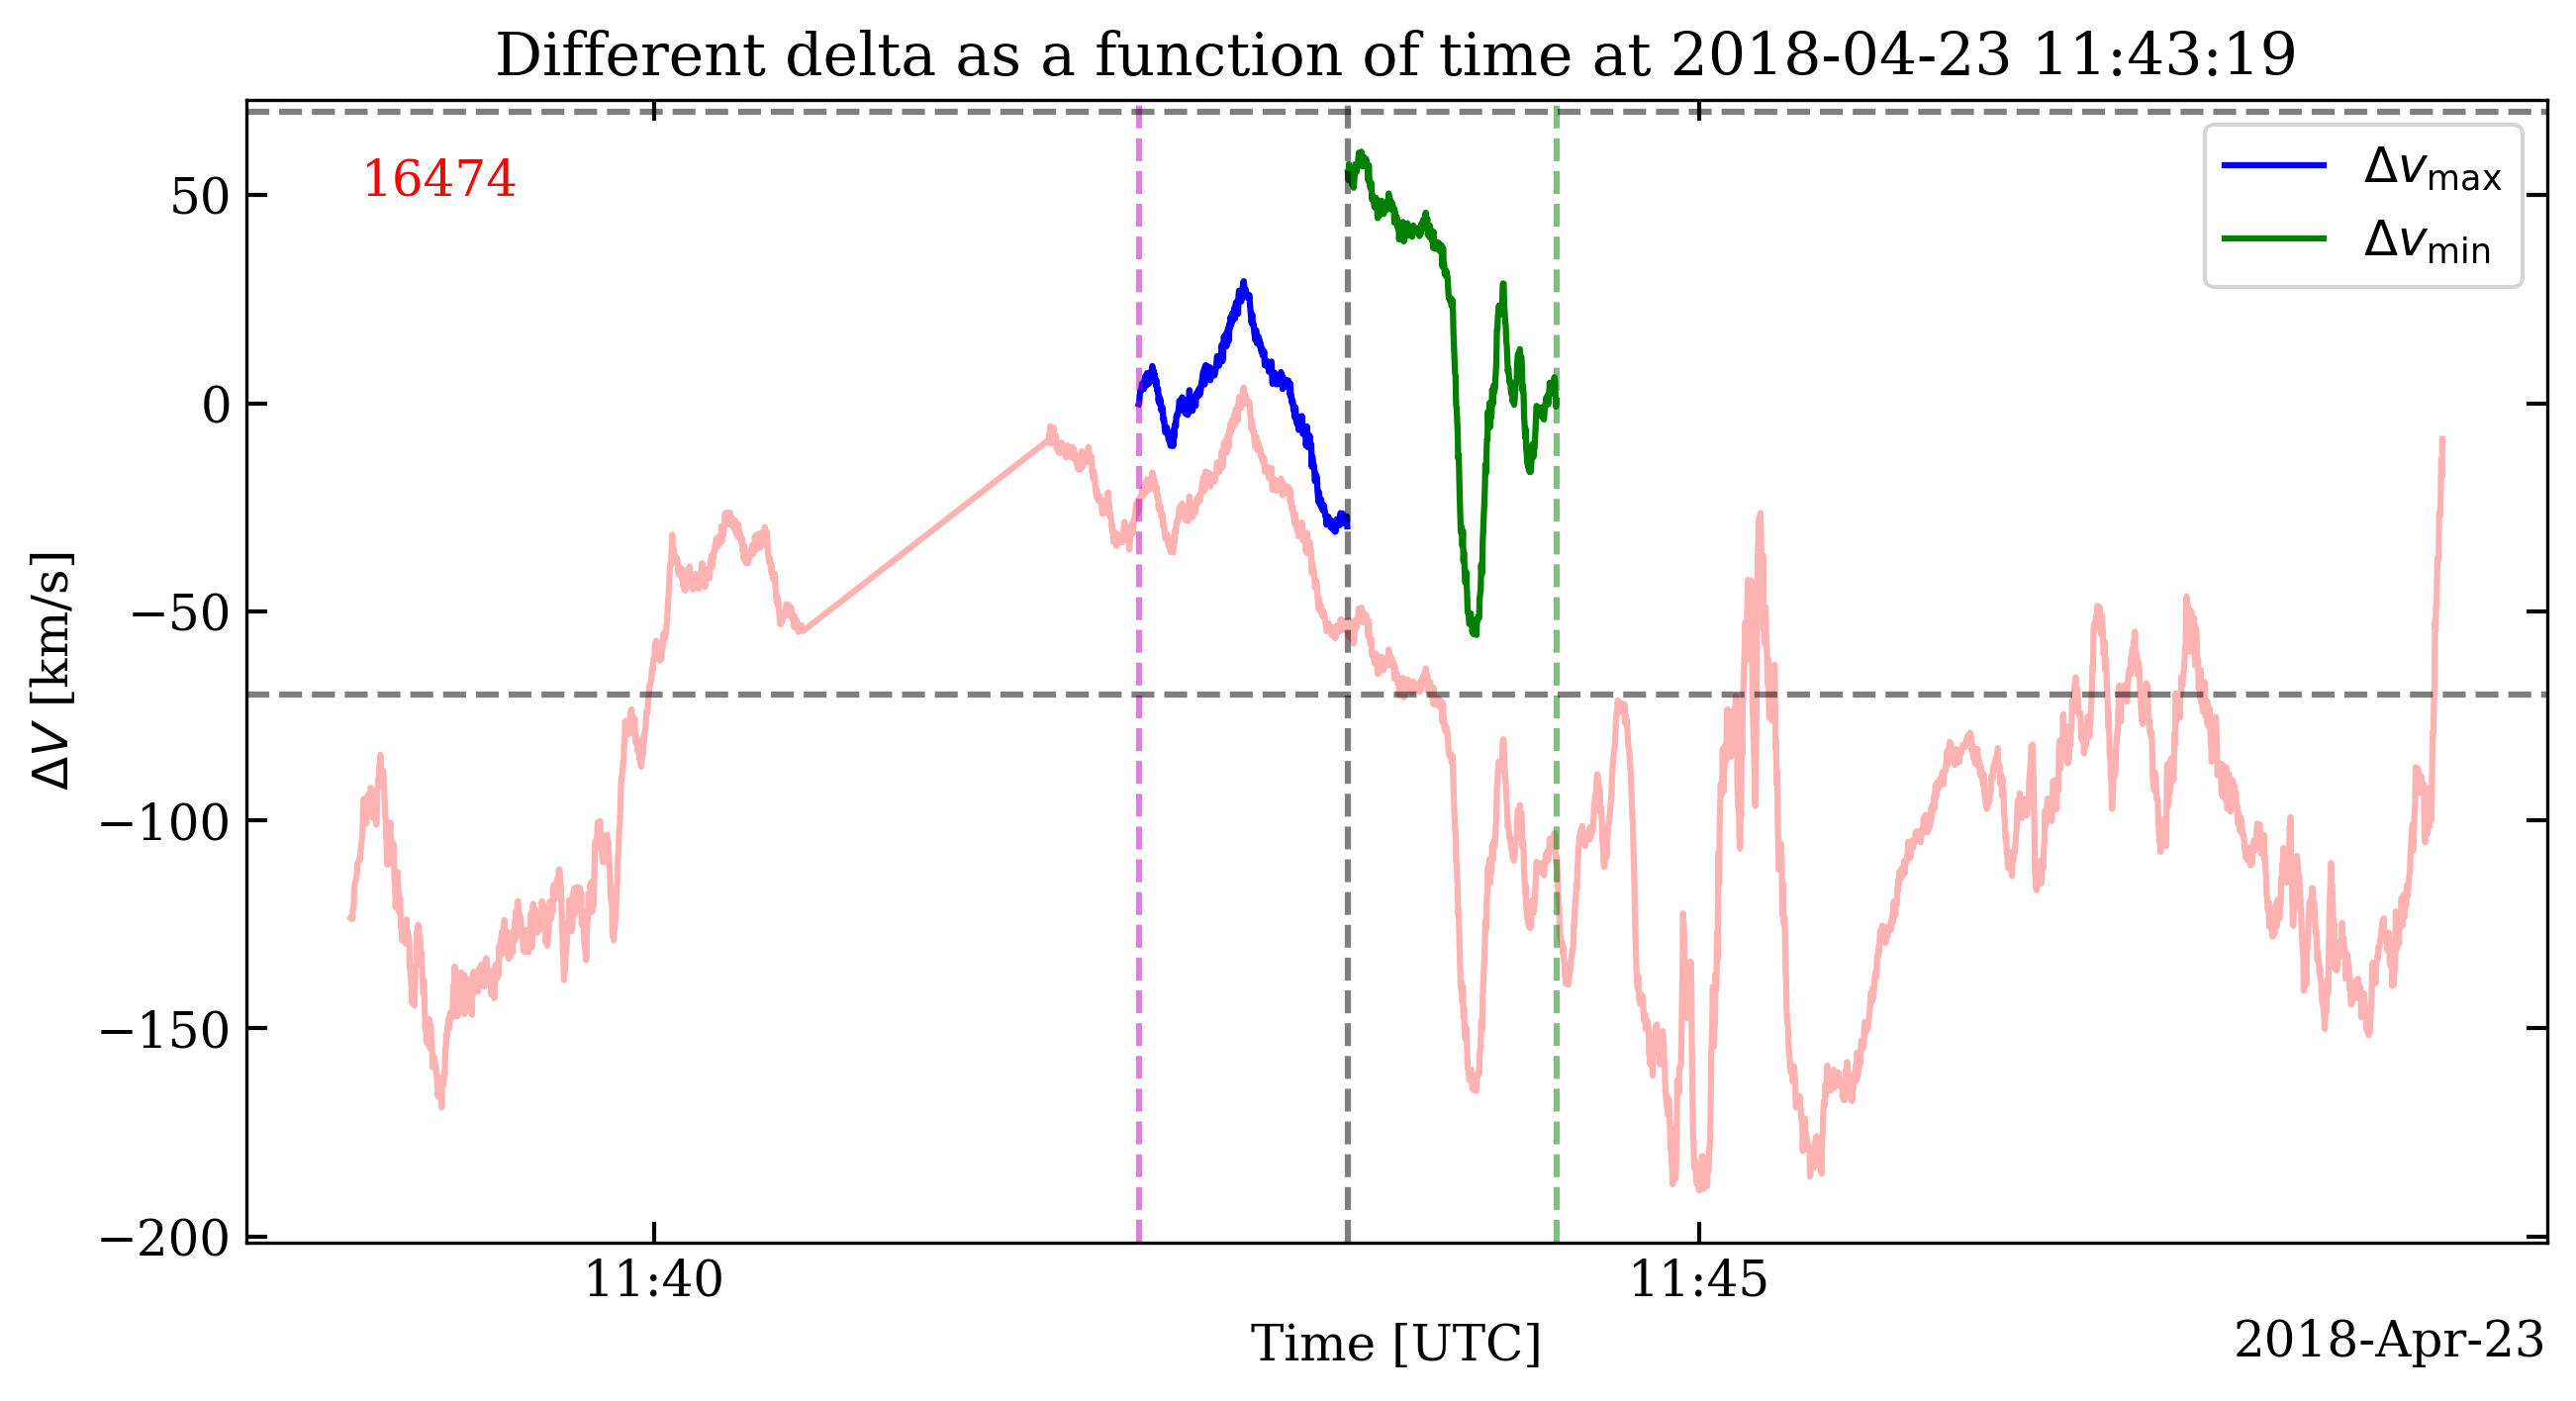 Different delta as a function of time at 2018-04-23 11:43:19
16474
Δvmax
Δvmin
50
0
−50
−100
−150
−200
ΔV [km/s]
11:40
11:45
Time [UTC]
2018-Apr-23